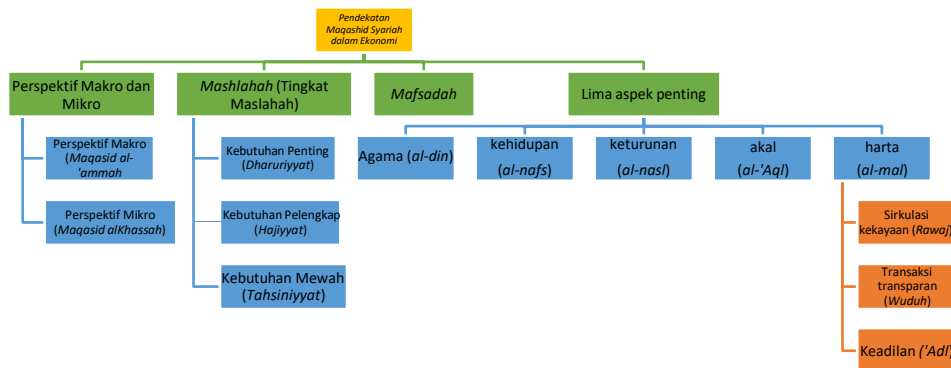 Pendekatan
Maqashid Syariah
dalam Ekonomi
Perspektif Makro dan
Mikro
Mashlahah (Tingkat
Maslahah)
Mafsadah
Lima aspek penting
Perspektif Makro
(Maqasid al-
'ammah
Perspektif Mikro
(Maqasid alKhassah)
Kebutuhan Penting
(Dharuriyyat)
Kebutuhan Pelengkap
(Hajiyyat)
Kebutuhan Mewah
(Tahsiniyyat)
Agama (al-din)
kehidupan
(al-nafs)
keturunan
(al-nasl)
akal
(al-'Aql)
harta
(al-mal)
Sirkulasi
kekayaan (Rawaj)
Transaksi
transparan
(Wuduh)
Keadilan ('Adl)